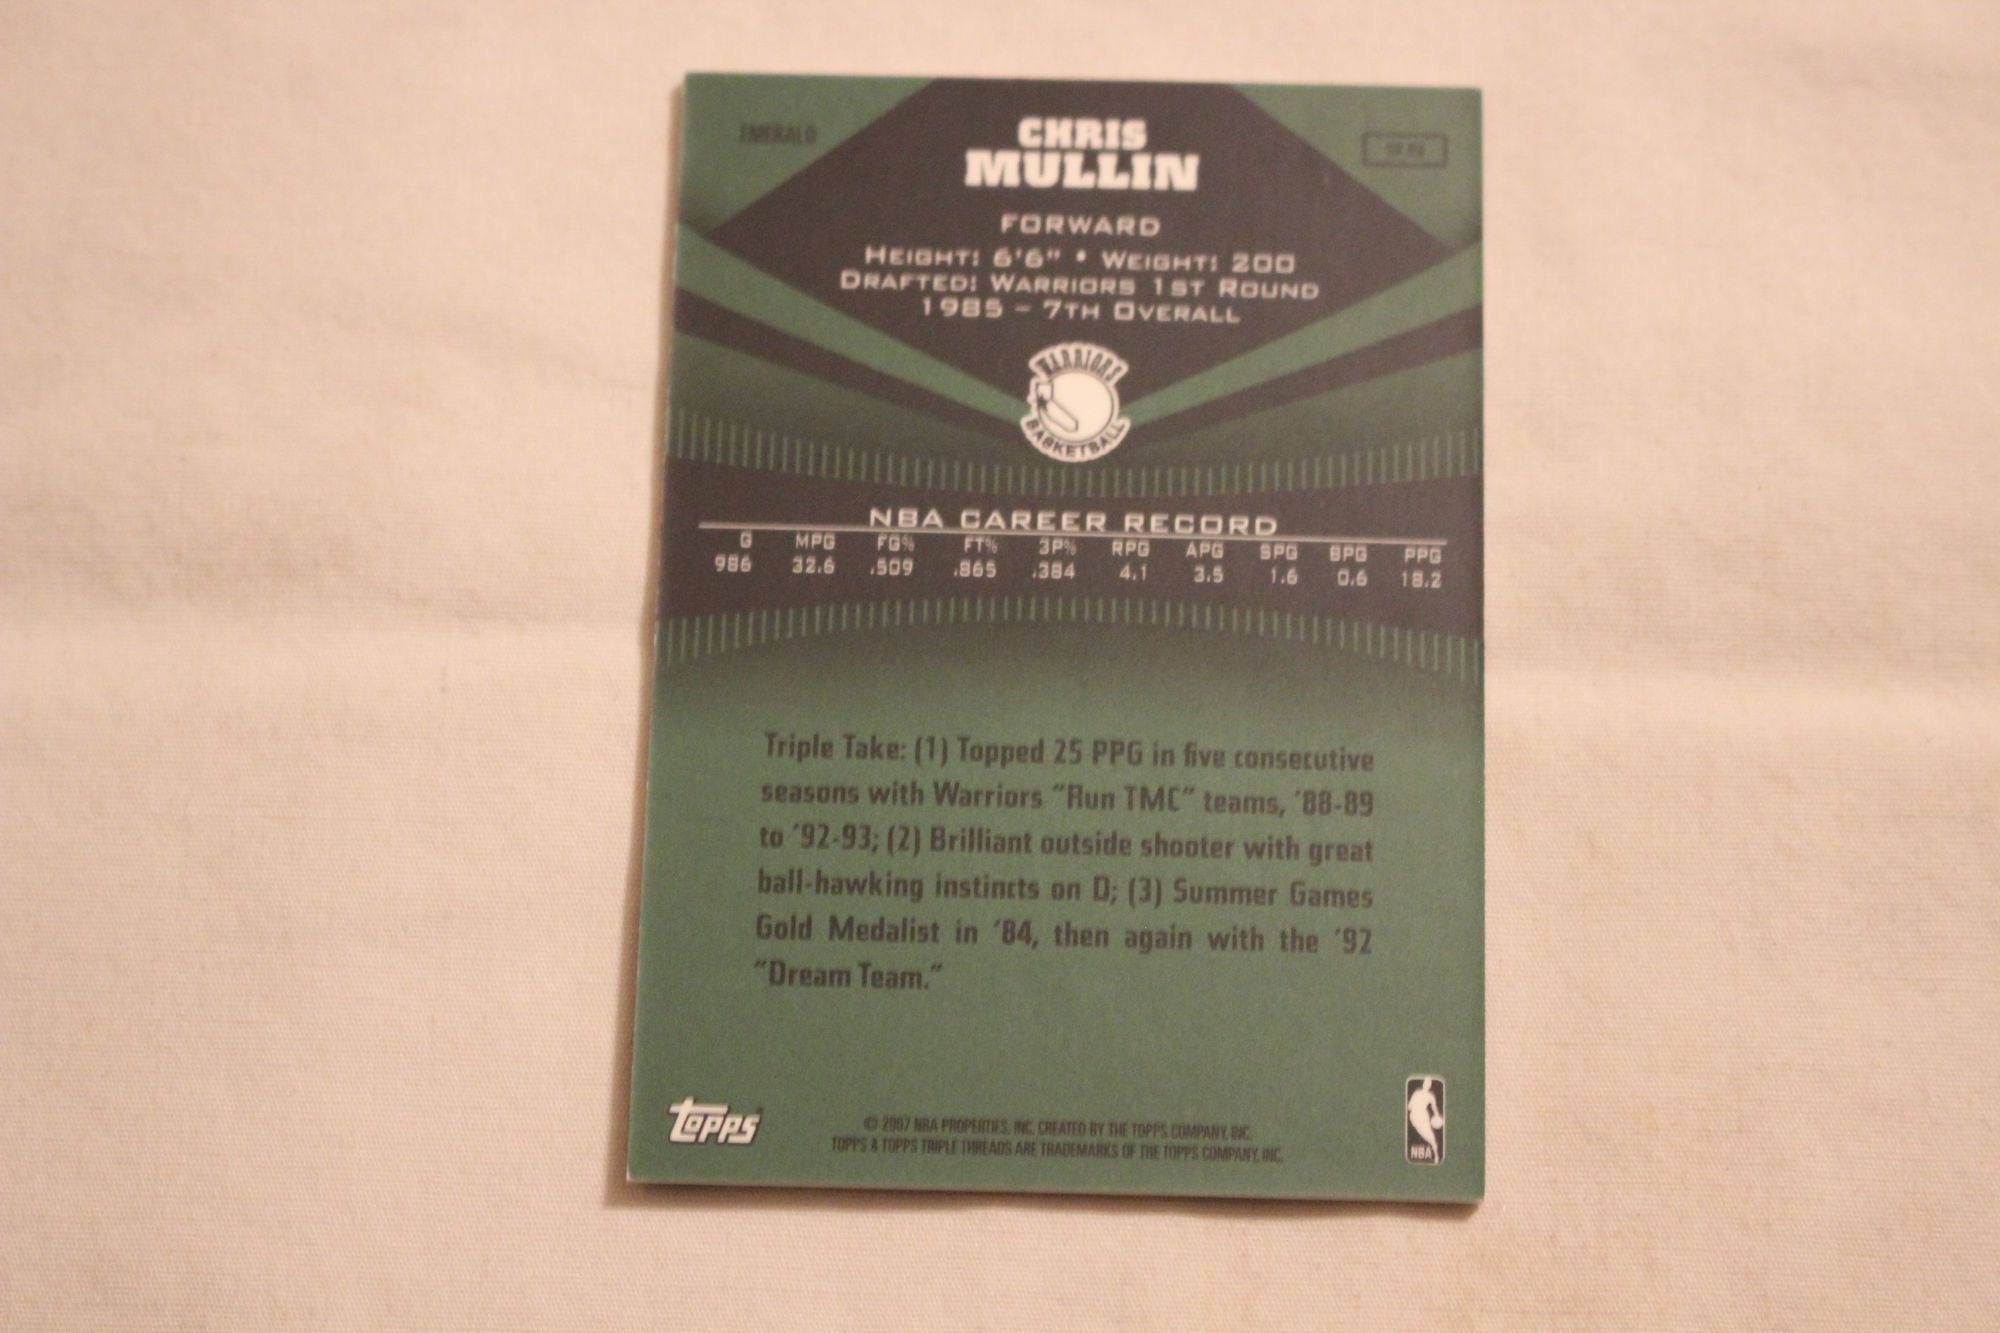 EMERALD
CHRIS
MULLIN
FORWARD
HEIGHT: 6'6" • WEIGHT: 200
DRAFTED: WARRIORS 1ST ROUND
1985 – 7TH OVERALL
WARRIORS
BASKETBALL
NBA CAREER RECORD
G MPG FG% FT% 3P% RPG APG SPG BPG PPG
986 32.6 .509 .865 .384 4.1 3.5 1.6 0.6 18.2
Triple Take: (1) Topped 25 PPG in five consecutive
seasons with Warriors "Run TMC" teams, '88-89
to '92-93; (2) Brilliant outside shooter with great
ball-hawking instincts on D; (3) Summer Games
Gold Medalist in '84, then again with the '92
"Dream Team."
topps
© 2007 NBA PROPERTIES, INC. CREATED BY THE TOPPS COMPANY, INC.
TOPPS & TOPPS TRIPLE THREADS ARE TRADEMARKS OF THE TOPPS COMPANY, INC.
NBA